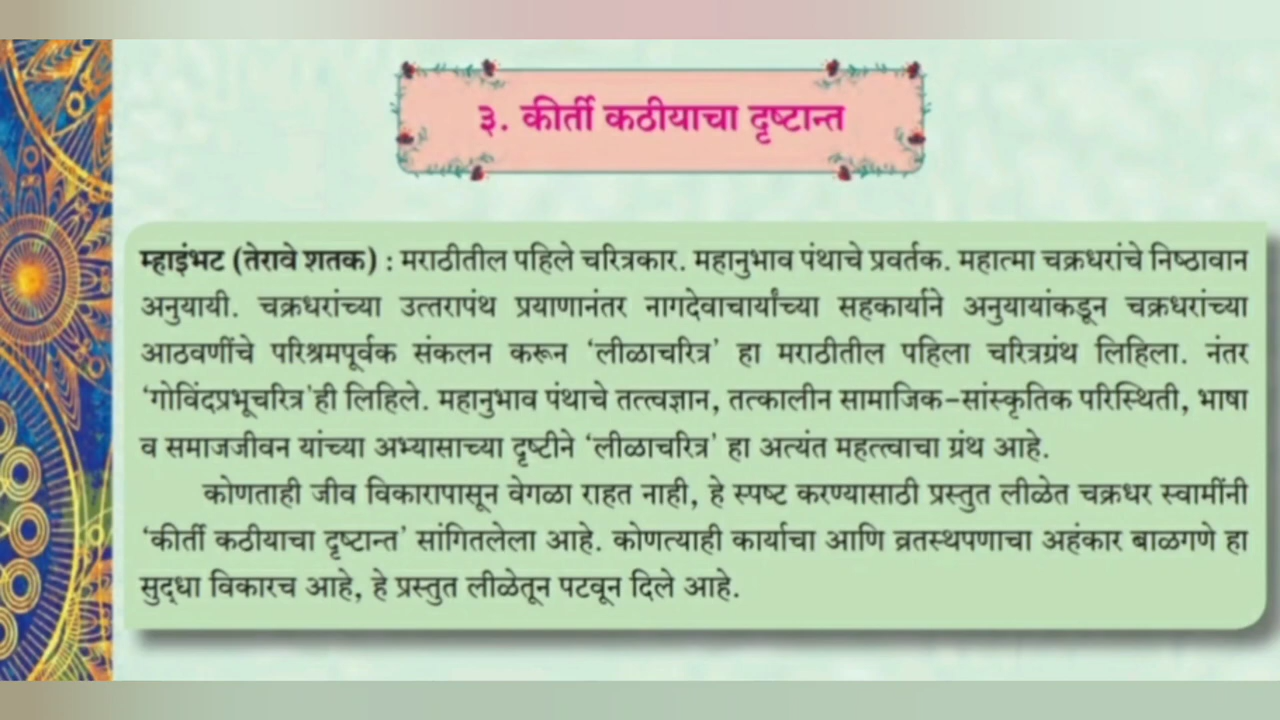 ३. कीर्ती कठीयाचा दृष्टान्त
म्हाइंभट (तेरावे शतक) : मराठीतील पहिले चरित्रकार. महानुभाव पंथाचे प्रवर्तक. महात्मा चक्रधरांचे निष्ठावान
अनुयायी. चक्रधरांच्या उत्तरापंथ प्रयाणानंतर नागदेवाचार्यांच्या सहकार्याने अनुयायांकडून चक्रधरांच्या
आठवणींचे परिश्रमपूर्वक संकलन करून ‘लीळाचरित्र’ हा मराठीतील पहिला चरित्रग्रंथ लिहिला. नंतर
‘गोविंदप्रभूचरित्र’ही लिहिले. महानुभाव पंथाचे तत्त्वज्ञान, तत्कालीन सामाजिक-सांस्कृतिक परिस्थिती, भाषा
व समाजजीवन यांच्या अभ्यासाच्या दृष्टीने ‘लीळाचरित्र’ हा अत्यंत महत्त्वाचा ग्रंथ आहे.
कोणताही जीव विकारापासून वेगळा राहत नाही, हे स्पष्ट करण्यासाठी प्रस्तुत लीळेत चक्रधर स्वामींनी
‘कीर्ती कठीयाचा दृष्टान्त’ सांगितलेला आहे. कोणत्याही कार्याचा आणि व्रतस्थपणाचा अहंकार बाळगणे हा
सुद्धा विकारच आहे, हे प्रस्तुत लीळेतून पटवून दिले आहे.